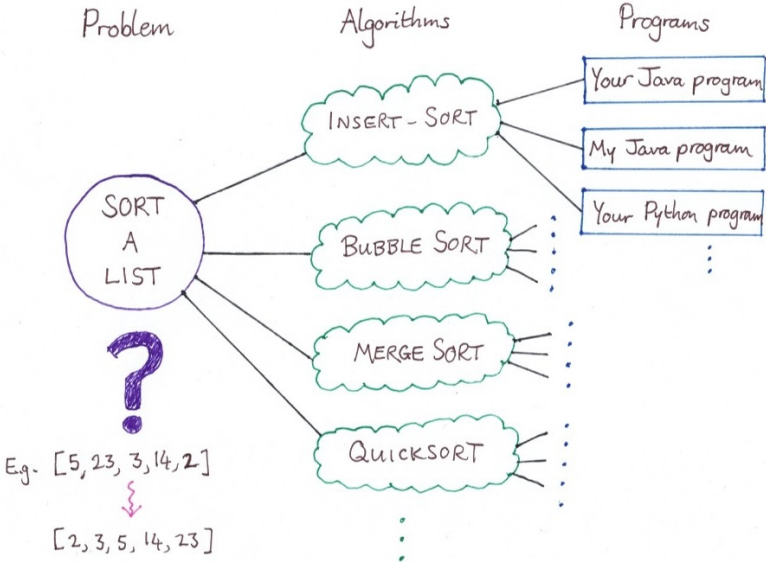 Problem
Algorithms
Programs
SORT
A
LIST
INSERT-SORT
BUBBLE SORT
MERGE SORT
QUICKSORT
Your Java program
My Java program
Your Python program
?
E.g. [5, 23, 3, 14, 2]
[2, 3, 5, 14, 23]